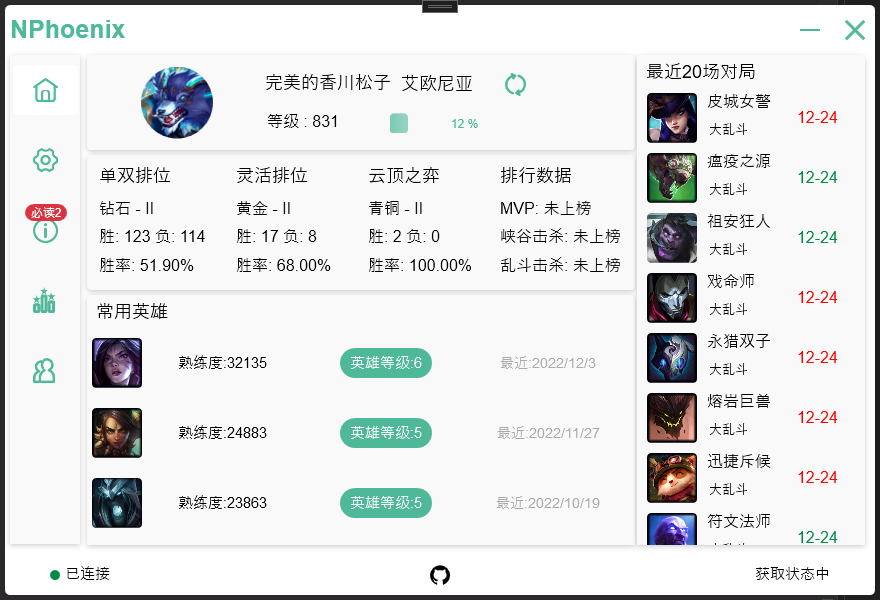 NPhoenix
必读2
完美的香川松子 艾欧尼亚
等级 : 831
12 %
单双排位
钻石 - II
胜: 123 负: 114
胜率: 51.90%
灵活排位
黄金 - II
胜: 17 负: 8
胜率: 68.00%
云顶之弈
青铜 - II
胜: 2 负: 0
胜率: 100.00%
排行数据
MVP: 未上榜
峡谷击杀: 未上榜
乱斗击杀: 未上榜
常用英雄
熟练度:32135 英雄等级:6 最近:2022/12/3
熟练度:24883 英雄等级:5 最近:2022/11/27
熟练度:23863 英雄等级:5 最近:2022/10/19
最近20场对局
皮城女警
大乱斗
12-24
瘟疫之源
大乱斗
12-24
祖安狂人
大乱斗
12-24
戏命师
大乱斗
12-24
永猎双子
大乱斗
12-24
熔岩巨兽
大乱斗
12-24
迅捷斥候
大乱斗
12-24
符文法师
12-24
已连接
获取状态中